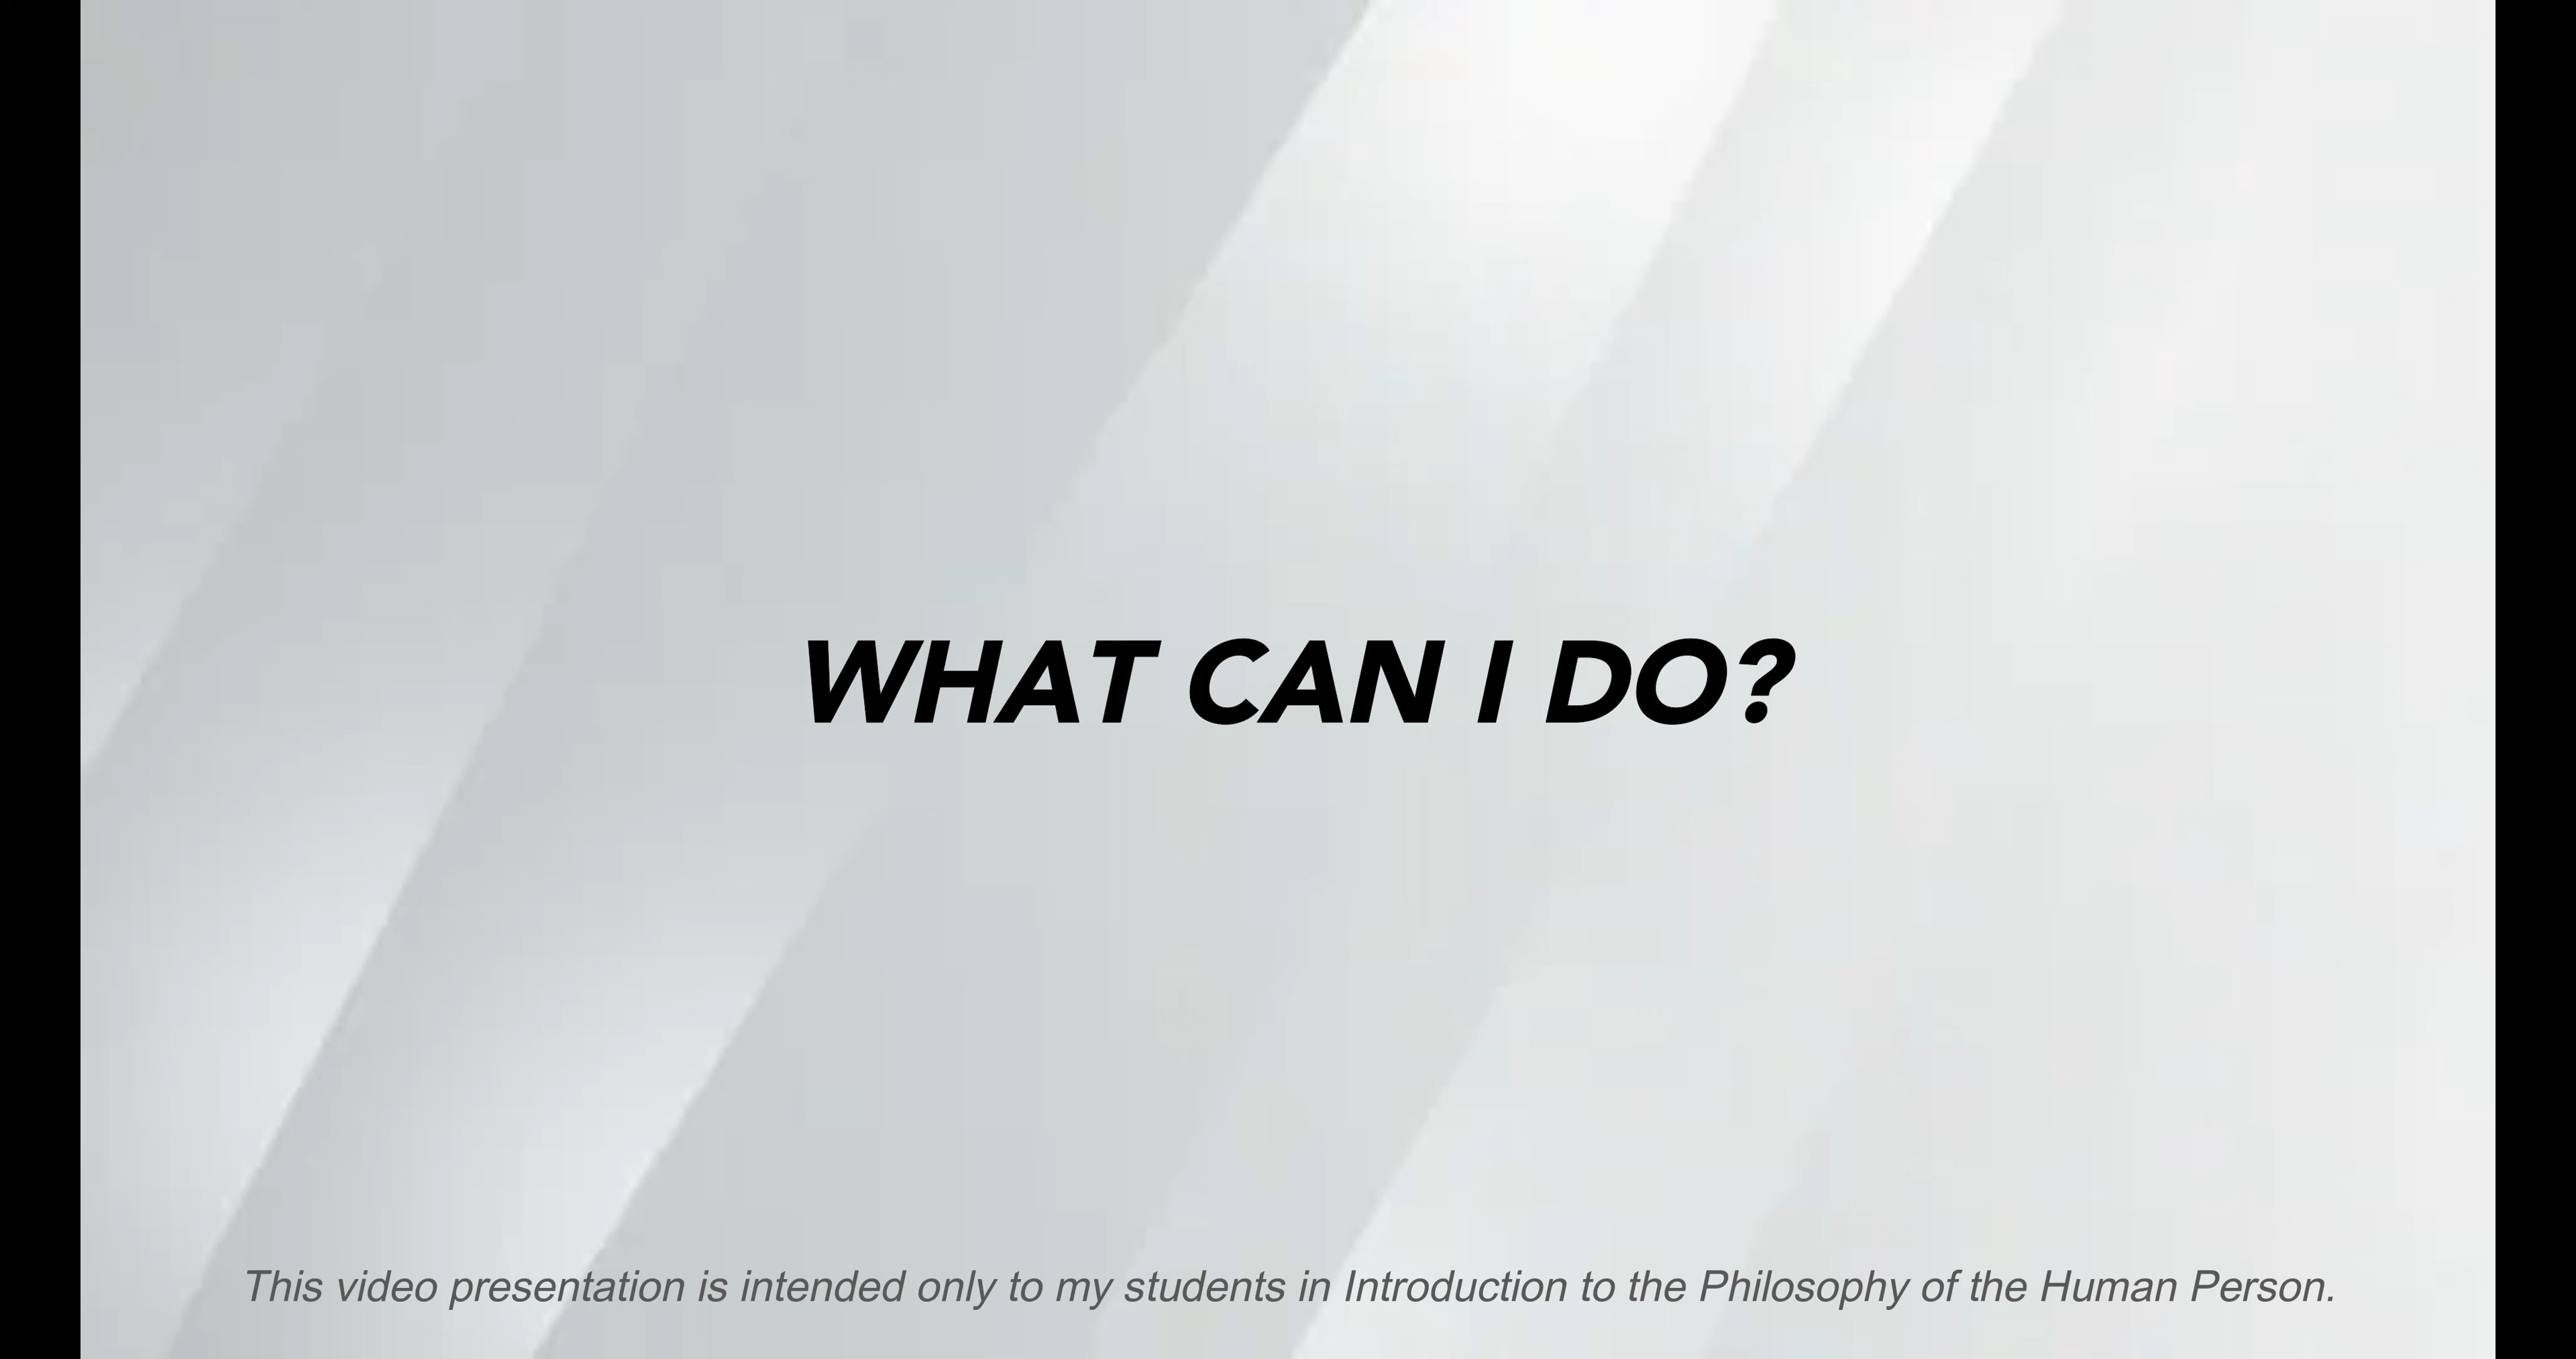 WHAT CAN I DO?
This video presentation is intended only to my students in Introduction to the Philosophy of the Human Person.